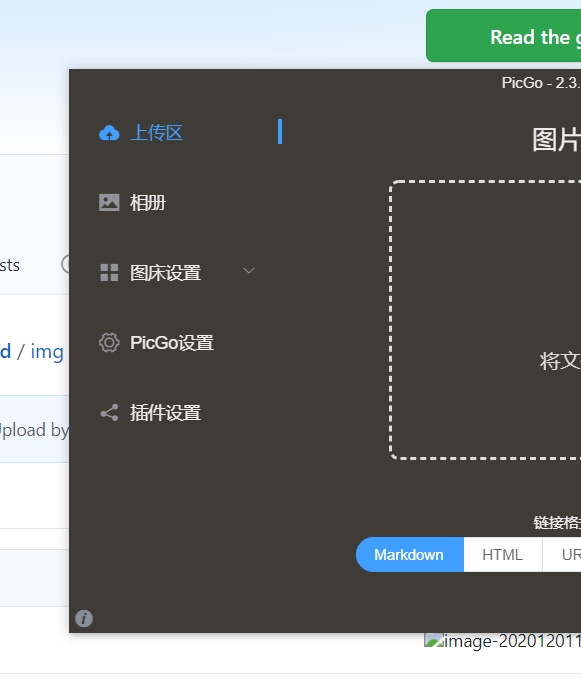 Read the g
PicGo - 2.3.
上传区
图片
相册
sts
图床设置
PicGo设置
d / img
将文
插件设置
Upload by
链接格式
Markdown
HTML
UR
image-202012011